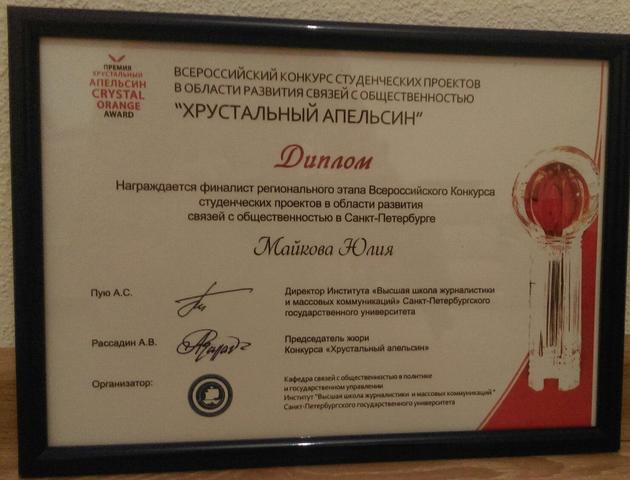 ПРЕМИЯ
ХРУСТАЛЬНЫЙ
АПЕЛЬСИН
CRYSTAL
ORANGE
AWARD
ВСЕРОССИЙСКИЙ КОНКУРС СТУДЕНЧЕСКИХ ПРОЕКТОВ
В ОБЛАСТИ РАЗВИТИЯ СВЯЗЕЙ С ОБЩЕСТВЕННОСТЬЮ
"ХРУСТАЛЬНЫЙ АПЕЛЬСИН"
Диплом
Награждается финалист регионального этапа Всероссийского Конкурса
студенческих проектов в области развития
связей с общественностью в Санкт-Петербурге
Майкова Юлия
Пую А.С.
Директор Института «Высшая школа журналистики
и массовых коммуникаций» Санкт-Петербургского
государственного университета
Рассадин А.В.
Председатель жюри
Конкурса «Хрустальный апельсин»
Организатор:
Кафедра связей с общественностью в политике
и государственном управлении
Институт "Высшая школа журналистики и массовых коммуникаций"
Санкт-Петербургского государственного университета